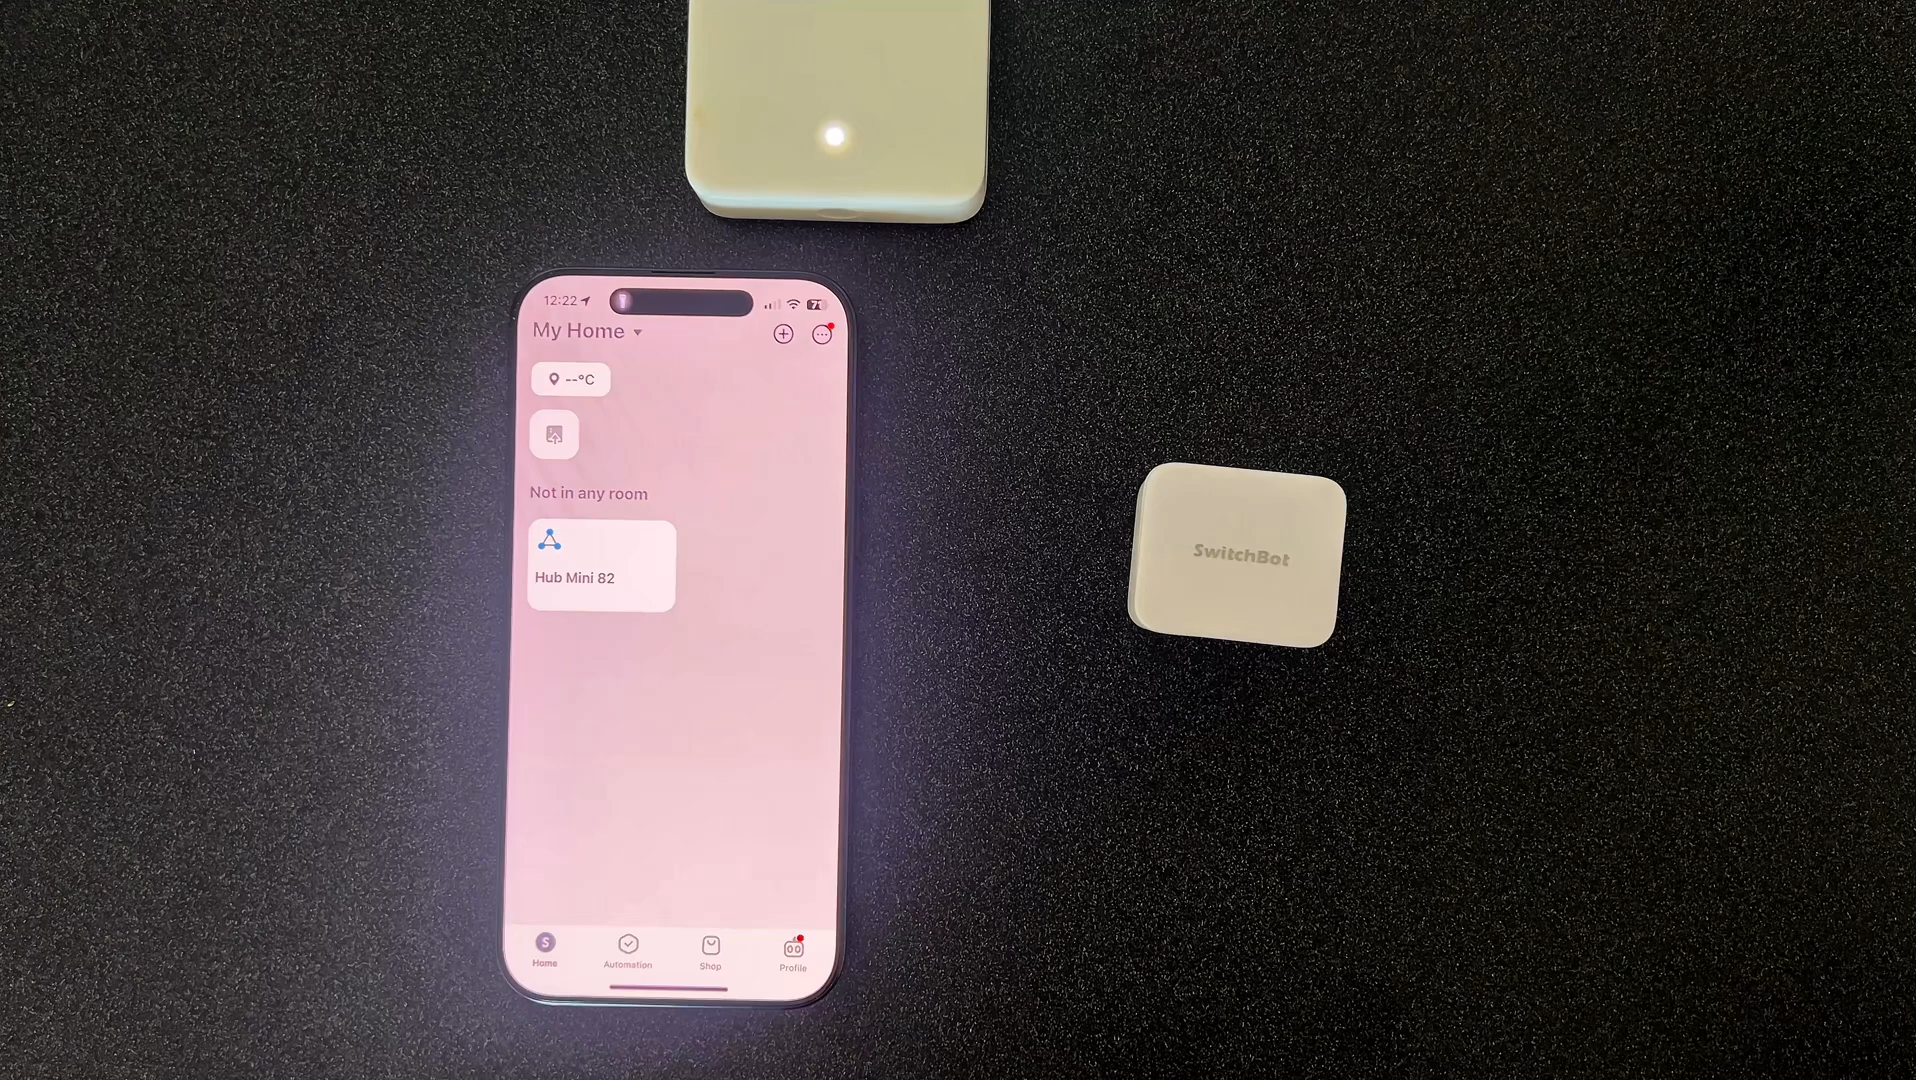 12:22
My Home
--°C
Not in any room
Hub Mini 82
SwitchBot
Home
Automation
Shop
Profile